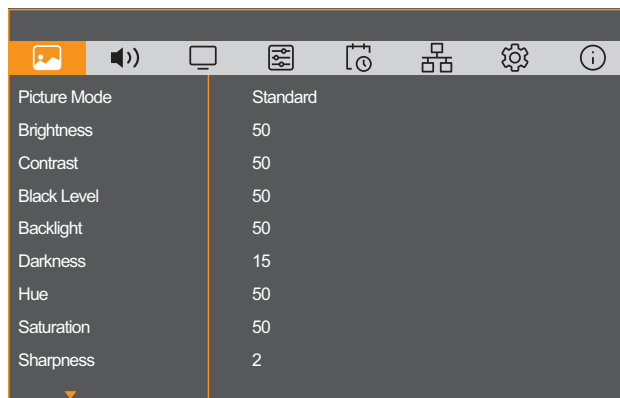 Picture Mode Standard
Brightness 50
Contrast 50
Black Level 50
Backlight 50
Darkness 15
Hue 50
Saturation 50
Sharpness 2